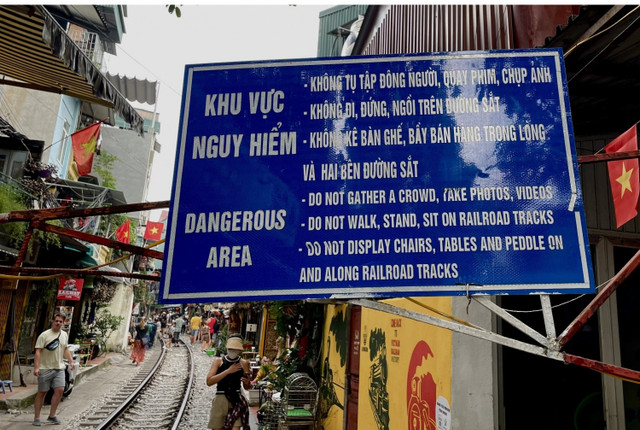 KHU VỰC
NGUY HIỂM
- KHÔNG TỤ TẬP ĐÔNG NGƯỜI, QUAY PHIM, CHỤP ẢNH
- KHÔNG ĐI, ĐỨNG, NGỒI TRÊN ĐƯỜNG SẮT
- KHÔNG KÊ BÀN GHẾ, BẦY BÁN HÀNG TRONG LÒNG
VÀ HAI BÊN ĐƯỜNG SẮT
DANGEROUS
AREA
- DO NOT GATHER A CROWD, TAKE PHOTOS, VIDEOS
- DO NOT WALK, STAND, SIT ON RAILROAD TRACKS
- DO NOT DISPLAY CHAIRS, TABLES AND PEDDLE ON
AND ALONG RAILROAD TRACKS